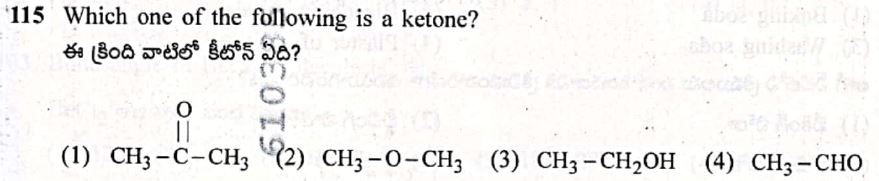 115 Which one of the following is a ketone?
ఈ క్రింది వాటిలో కీటోన్ ఏది?
O
||
(1) CH₃–C–CH₃ (2) CH₃–O–CH₃ (3) CH₃–CH₂OH (4) CH₃–CHO